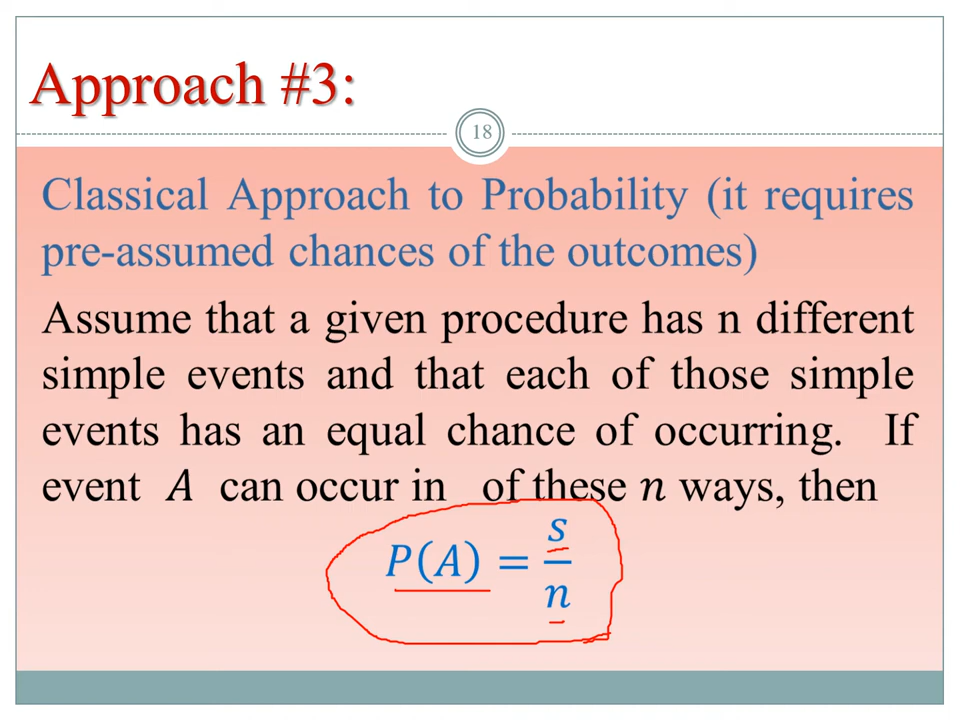 Approach #3:
18
Classical Approach to Probability (it requires
pre-assumed chances of the outcomes)
Assume that a given procedure has n different
simple events and that each of those simple
events has an equal chance of occurring. If
event A can occur in of these n ways, then
P(A) = s/n